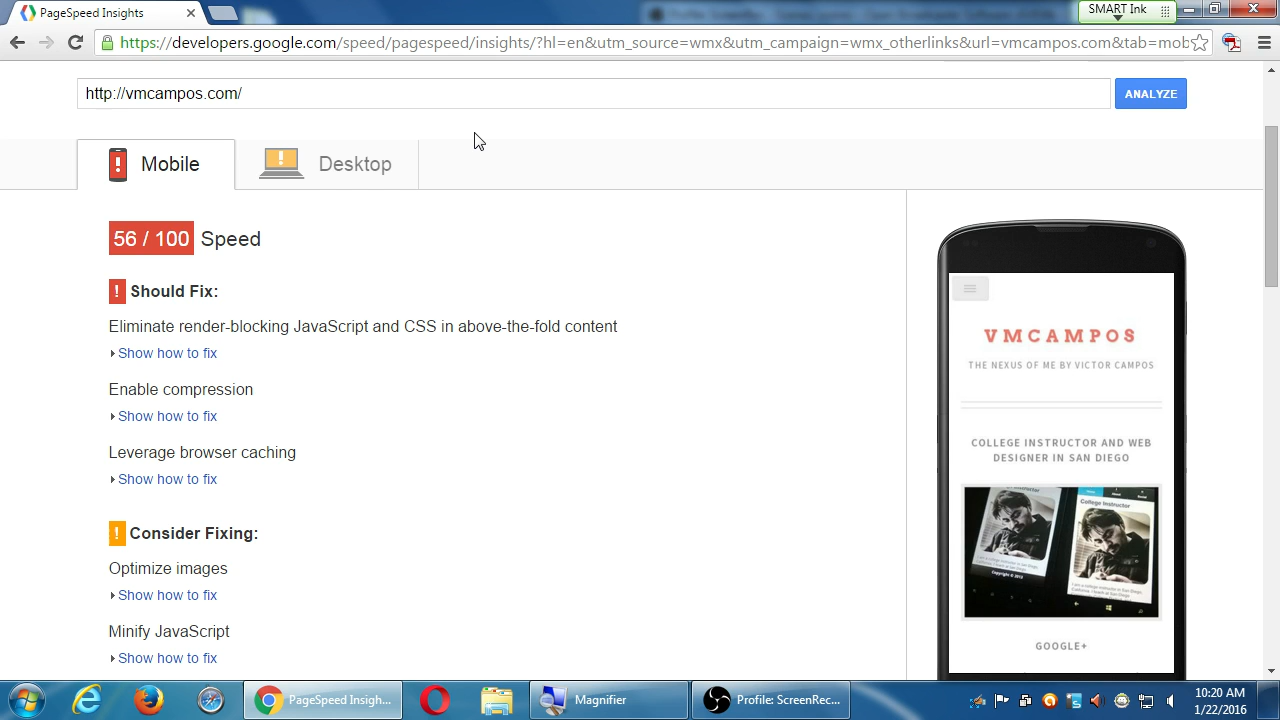 PageSpeed Insights
SMART Ink
https://developers.google.com/speed/pagespeed/insights/?hl=en&utm_source=wmx&utm_campaign=wmx_otherlinks&url=vmcampos.com&tab=mob
http://vmcampos.com/
ANALYZE
Mobile
Desktop
56 / 100 Speed
! Should Fix:
Eliminate render-blocking JavaScript and CSS in above-the-fold content
Show how to fix
Enable compression
Show how to fix
Leverage browser caching
Show how to fix
! Consider Fixing:
Optimize images
Show how to fix
Minify JavaScript
Show how to fix
VMCAMPOS
THE NEXUS OF ME BY VICTOR CAMPOS
COLLEGE INSTRUCTOR AND WEB
DESIGNER IN SAN DIEGO
College Instructor
Copyright © 2012
GOOGLE+
PageSpeed Insigh...
Magnifier
Profile: ScreenRec...
10:20 AM
1/22/2016